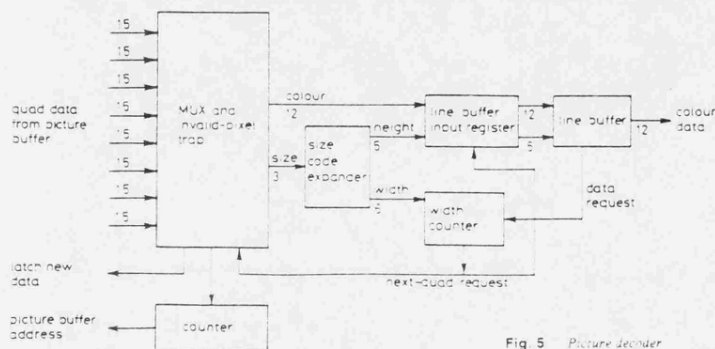 15
15
15
15
15
15
15
15
quad data
from picture
buffer
MUX and
invalid-pixel
trap
colour
12
size
3
size
code
expander
height
5
width
6
line buffer
input register
12
5
line buffer
12
colour
data
width
counter
data
request
next-quad request
latch new
data
picture buffer
address
counter
Fig. 5 Picture decoder